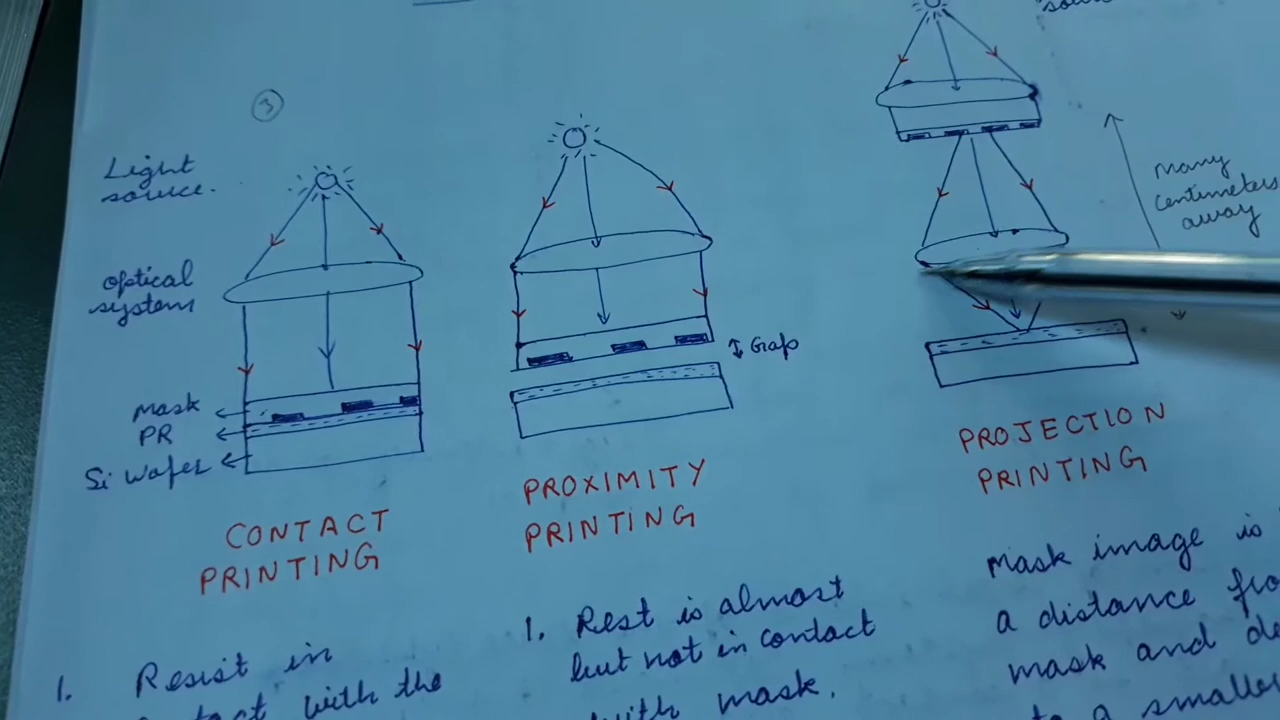 ③
Light
source.
optical
system
Mask
PR
Si Wafer
CONTACT
PRINTING
1. Resist in
with the
Gap
PROXIMITY
PRINTING
1. Rest is almost
but not in contact
with mask.
Many
Centimeters
away
PROJECTION
PRINTING
Mask image is
a distance
mask and
to a smaller